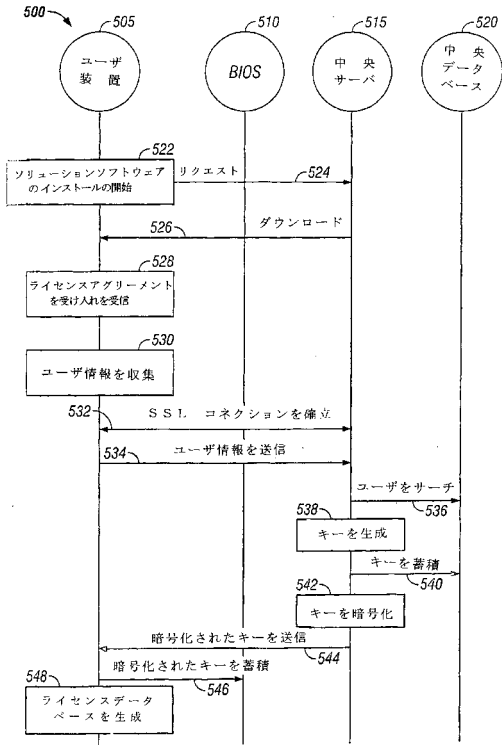 500
505
510
515
520
ユーザ
装置
BIOS
中央
サーバ
中央
データ
ベース
522
ソリューションソフトウェア
のインストールの開始
リクエスト
524
ダウンロード
526
528
ライセンスアグリーメント
を受け入れを受信
530
ユーザ情報を収集
SSL コネクションを確立
532
ユーザ情報を送信
534
ユーザをサーチ
536
538
キーを生成
キーを蓄積
540
542
キーを暗号化
暗号化されたキーを送信
544
暗号化されたキーを蓄積
546
548
ライセンスデータ
ベースを生成